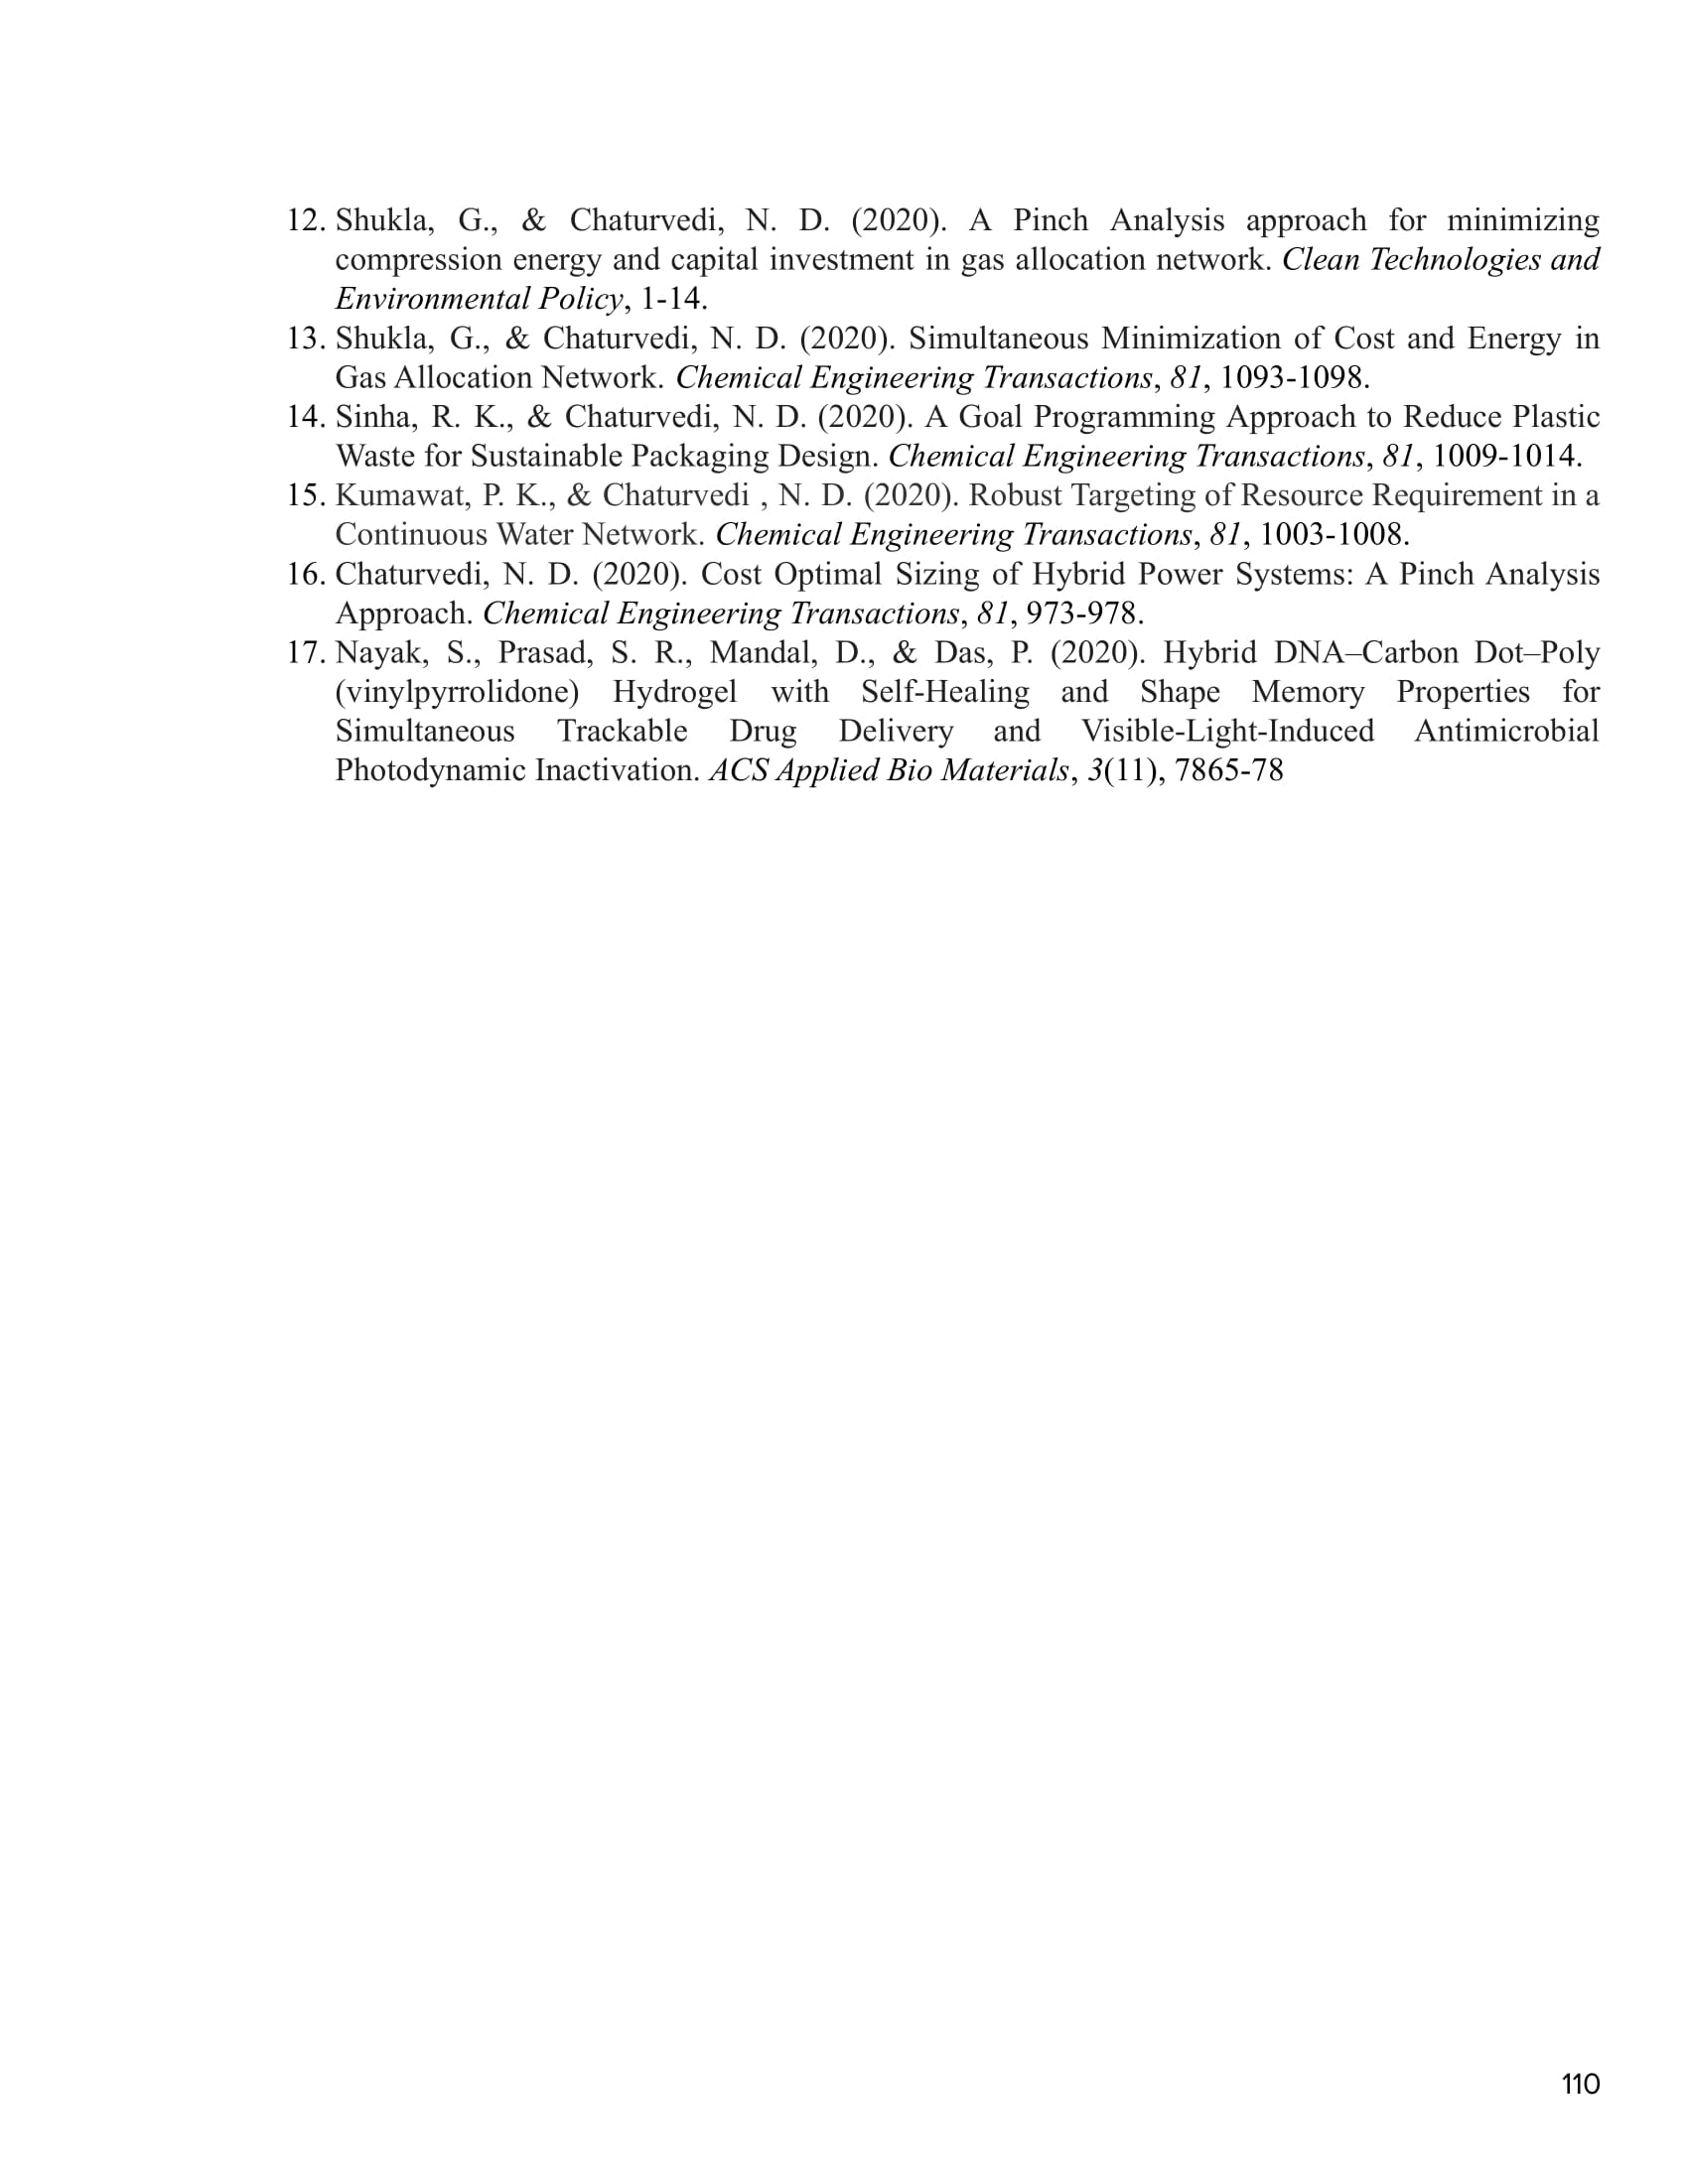 12. Shukla, G., & Chaturvedi, N. D. (2020). A Pinch Analysis approach for minimizing
compression energy and capital investment in gas allocation network. Clean Technologies and
Environmental Policy, 1-14.
13. Shukla, G., & Chaturvedi, N. D. (2020). Simultaneous Minimization of Cost and Energy in
Gas Allocation Network. Chemical Engineering Transactions, 81, 1093-1098.
14. Sinha, R. K., & Chaturvedi, N. D. (2020). A Goal Programming Approach to Reduce Plastic
Waste for Sustainable Packaging Design. Chemical Engineering Transactions, 81, 1009-1014.
15. Kumawat, P. K., & Chaturvedi , N. D. (2020). Robust Targeting of Resource Requirement in a
Continuous Water Network. Chemical Engineering Transactions, 81, 1003-1008.
16. Chaturvedi, N. D. (2020). Cost Optimal Sizing of Hybrid Power Systems: A Pinch Analysis
Approach. Chemical Engineering Transactions, 81, 973-978.
17. Nayak, S., Prasad, S. R., Mandal, D., & Das, P. (2020). Hybrid DNA–Carbon Dot–Poly
(vinylpyrrolidone) Hydrogel with Self-Healing and Shape Memory Properties for
Simultaneous Trackable Drug Delivery and Visible-Light-Induced Antimicrobial
Photodynamic Inactivation. ACS Applied Bio Materials, 3(11), 7865-78
110